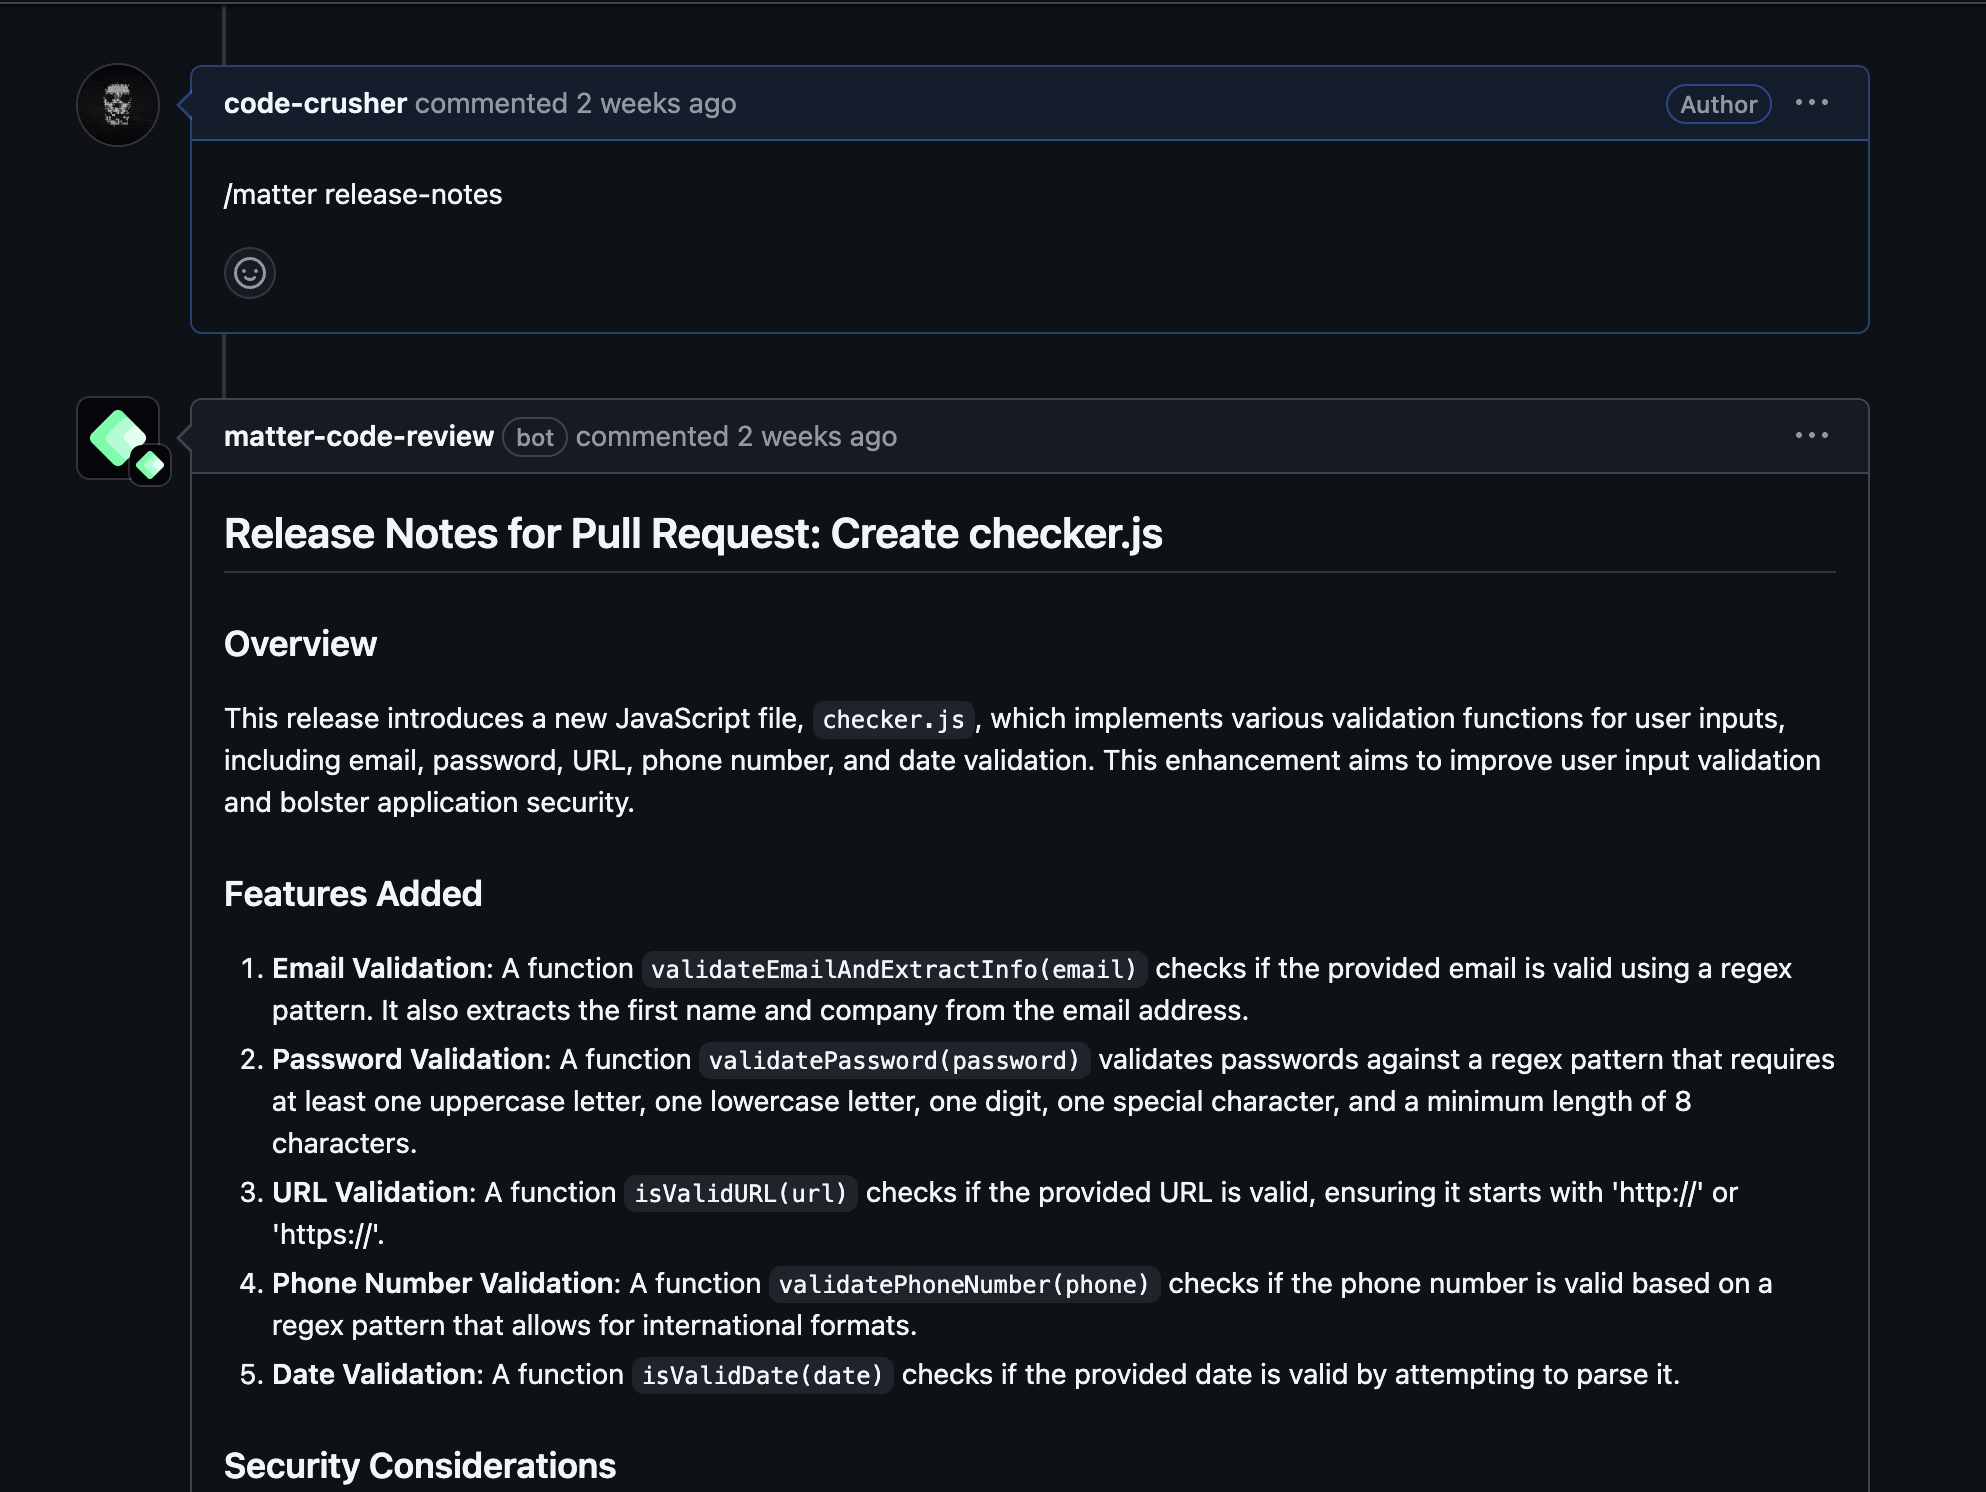 code-crusher commented 2 weeks ago
Author
/matter release-notes
matter-code-review bot commented 2 weeks ago
Release Notes for Pull Request: Create checker.js
Overview
This release introduces a new JavaScript file, checker.js, which implements various validation functions for user inputs,
including email, password, URL, phone number, and date validation. This enhancement aims to improve user input validation
and bolster application security.
Features Added
1. Email Validation: A function validateEmailAndExtractInfo(email) checks if the provided email is valid using a regex
pattern. It also extracts the first name and company from the email address.
2. Password Validation: A function validatePassword(password) validates passwords against a regex pattern that requires
at least one uppercase letter, one lowercase letter, one digit, one special character, and a minimum length of 8
characters.
3. URL Validation: A function isValidURL(url) checks if the provided URL is valid, ensuring it starts with 'http://' or
'https://'.
4. Phone Number Validation: A function validatePhoneNumber(phone) checks if the phone number is valid based on a
regex pattern that allows for international formats.
5. Date Validation: A function isValidDate(date) checks if the provided date is valid by attempting to parse it.
Security Considerations